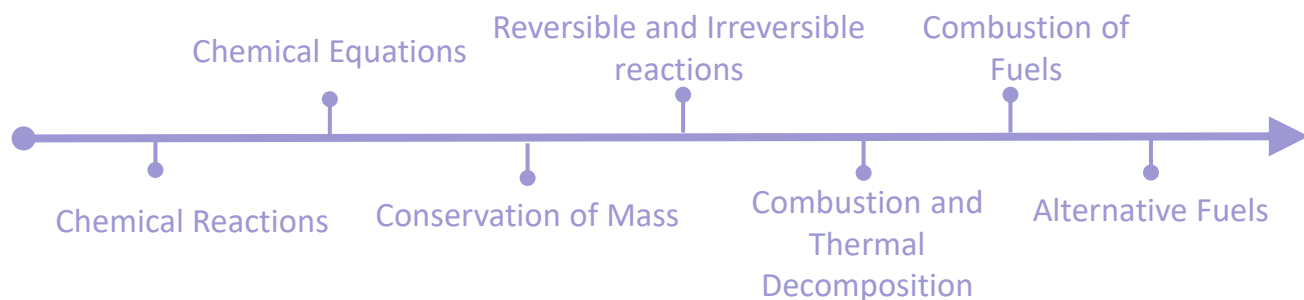 Chemical Equations
Reversible and Irreversible
reactions
Combustion of
Fuels
Chemical Reactions
Conservation of Mass
Combustion and
Thermal
Decomposition
Alternative Fuels